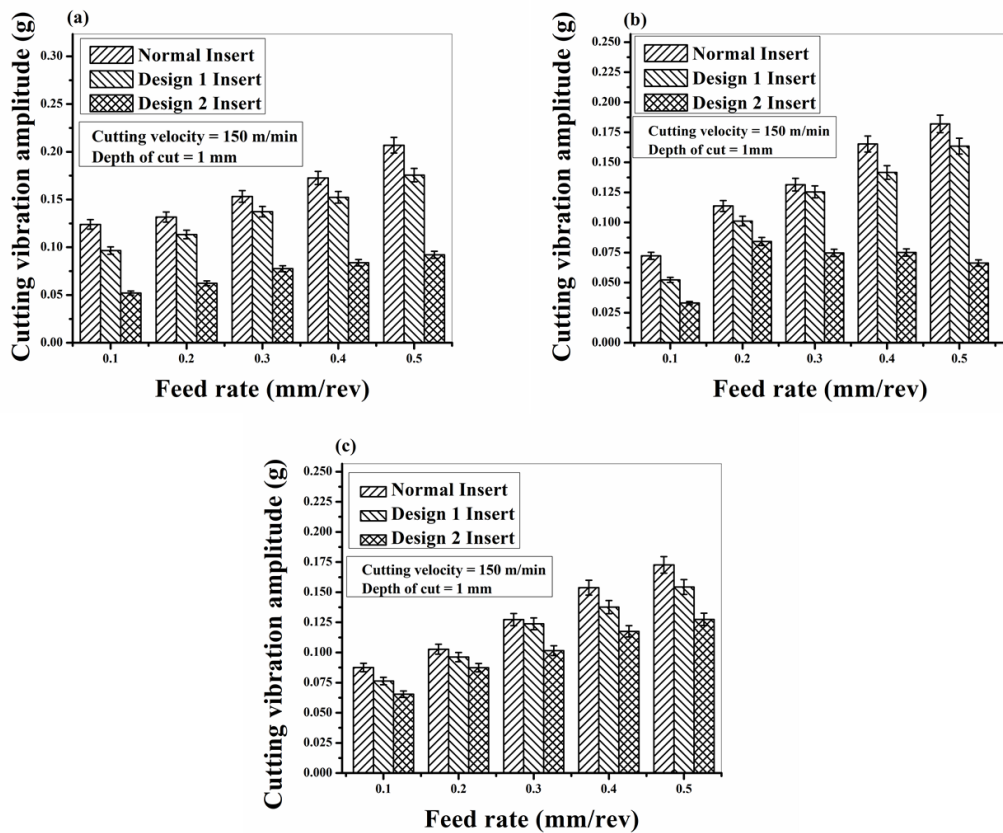 (a)
Cutting vibration amplitude (g)
0.30
0.25
0.20
0.15
0.10
0.05
0.00
Normal Insert
Design 1 Insert
Design 2 Insert
Cutting velocity = 150 m/min
Depth of cut = 1 mm
0.1 0.2 0.3 0.4 0.5
Feed rate (mm/rev)
(b)
Cutting vibration amplitude (g)
0.250
0.225
0.200
0.175
0.150
0.125
0.100
0.075
0.050
0.025
0.000
Normal Insert
Design 1 Insert
Design 2 Insert
Cutting velocity = 150 m/min
Depth of cut = 1mm
0.1 0.2 0.3 0.4 0.5
Feed rate (mm/rev)
(c)
Cutting vibration amplitude (g)
0.250
0.225
0.200
0.175
0.150
0.125
0.100
0.075
0.050
0.025
0.000
Normal Insert
Design 1 Insert
Design 2 Insert
Cutting velocity = 150 m/min
Depth of cut = 1 mm
0.1 0.2 0.3 0.4 0.5
Feed rate (mm/rev)